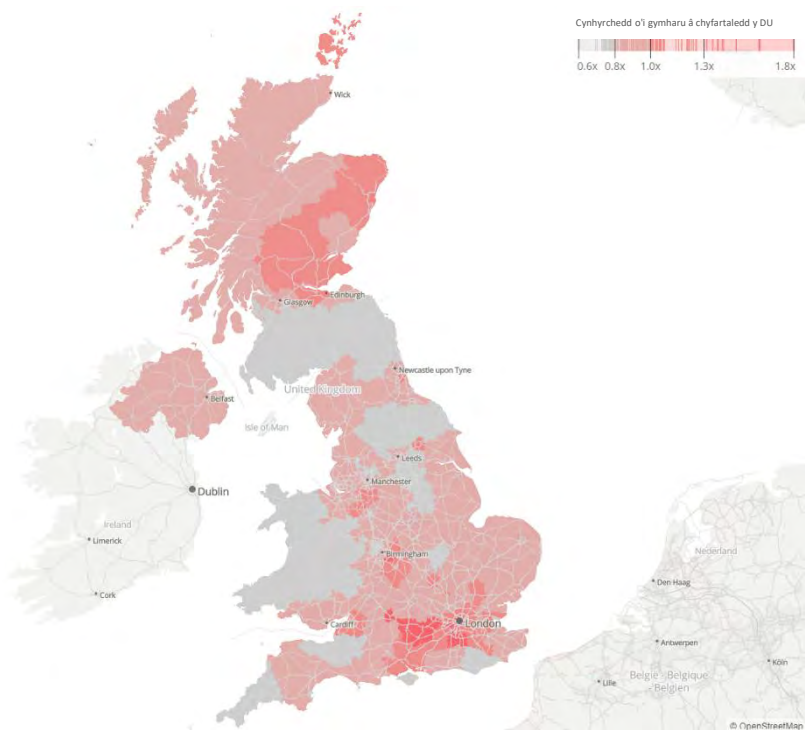 Cynhyrchedd o'i gymharu â chyfartaledd y DU
0.6x 0.8x 1.0x 1.3x 1.8x
Wick
Edinburgh
Glasgow
Newcastle upon Tyne
United Kingdom
Belfast
Isle of Man
Leeds
Dublin
Manchester
Ireland
Limerick
Nederland
Birmingham
Den Haag
Cork
Cardiff
London
Antwerpen
Köln
België - Belgique
- Belgien
Lille
© OpenStreetMap